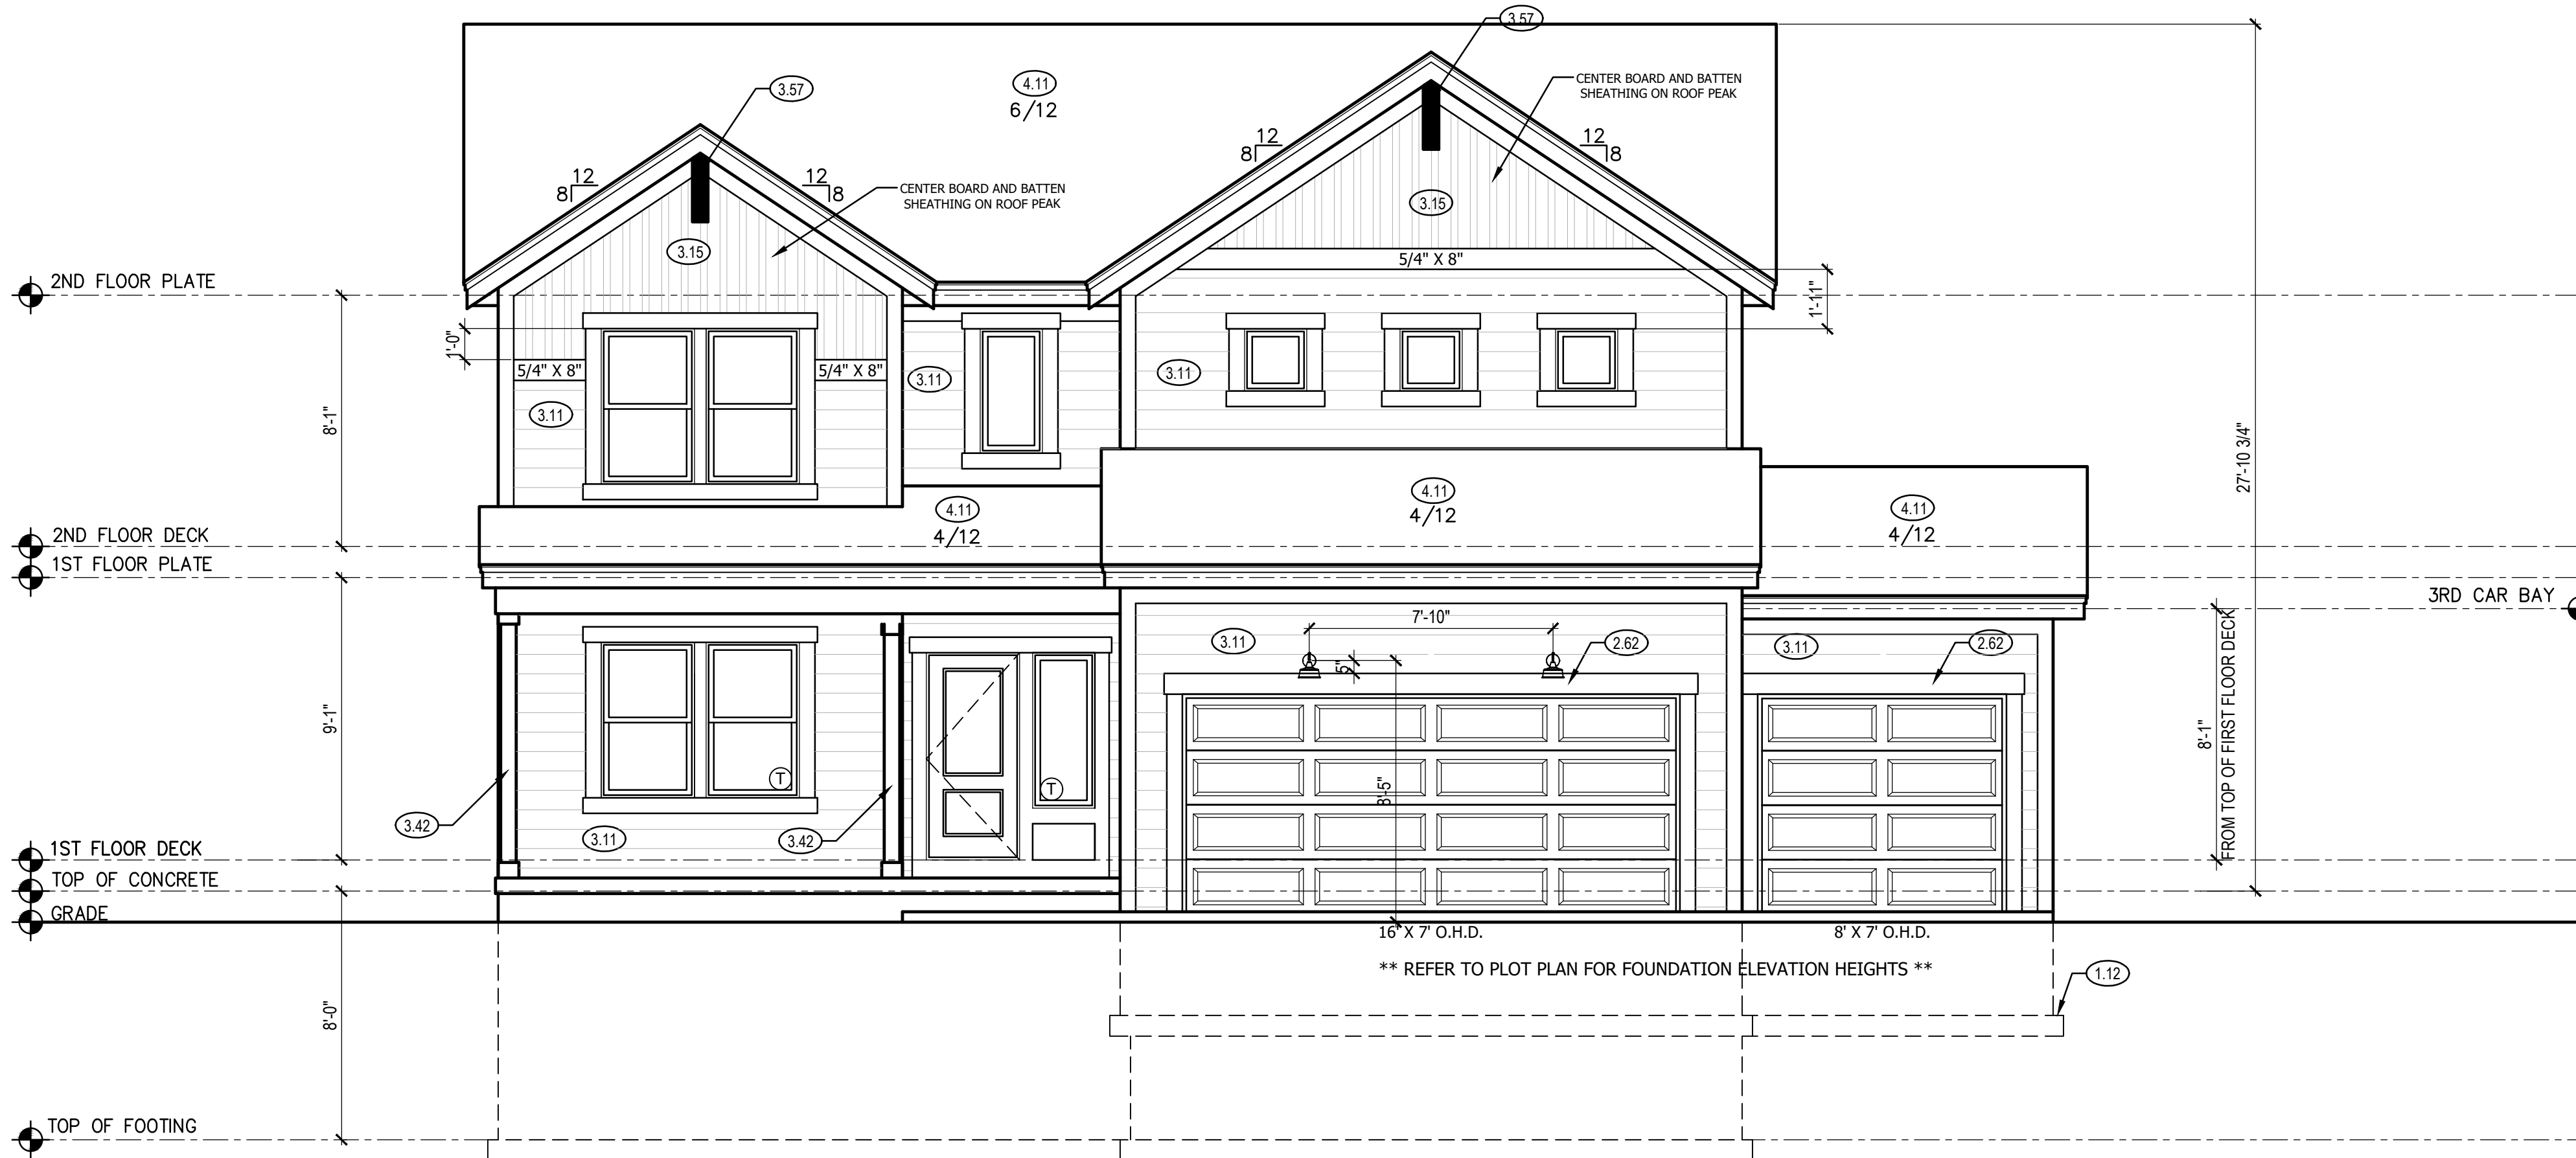 3.57
4.11
6/12
3.57
CENTER BOARD AND BATTEN
SHEATHING ON ROOF PEAK
12
8
12
8
12
8
12
8
CENTER BOARD AND BATTEN
SHEATHING ON ROOF PEAK
3.15
3.15
5/4" X 8"
2ND FLOOR PLATE
1'-11"
1'-0"
5/4" X 8"
5/4" X 8"
3.11
3.11
3.11
8'-1"
27'-10 3/4"
4.11
4/12
4.11
4/12
4.11
4/12
2ND FLOOR DECK
1ST FLOOR PLATE
3RD CAR BAY
7'-10"
3.11
2.62
3.11
2.62
5"
9'-1"
8'-1"
FROM TOP OF FIRST FLOOR DECK
T
T
8'-5"
3.42
3.11
3.42
1ST FLOOR DECK
TOP OF CONCRETE
GRADE
16' X 7' O.H.D.
8' X 7' O.H.D.
** REFER TO PLOT PLAN FOR FOUNDATION ELEVATION HEIGHTS **
1.12
8'-0"
TOP OF FOOTING